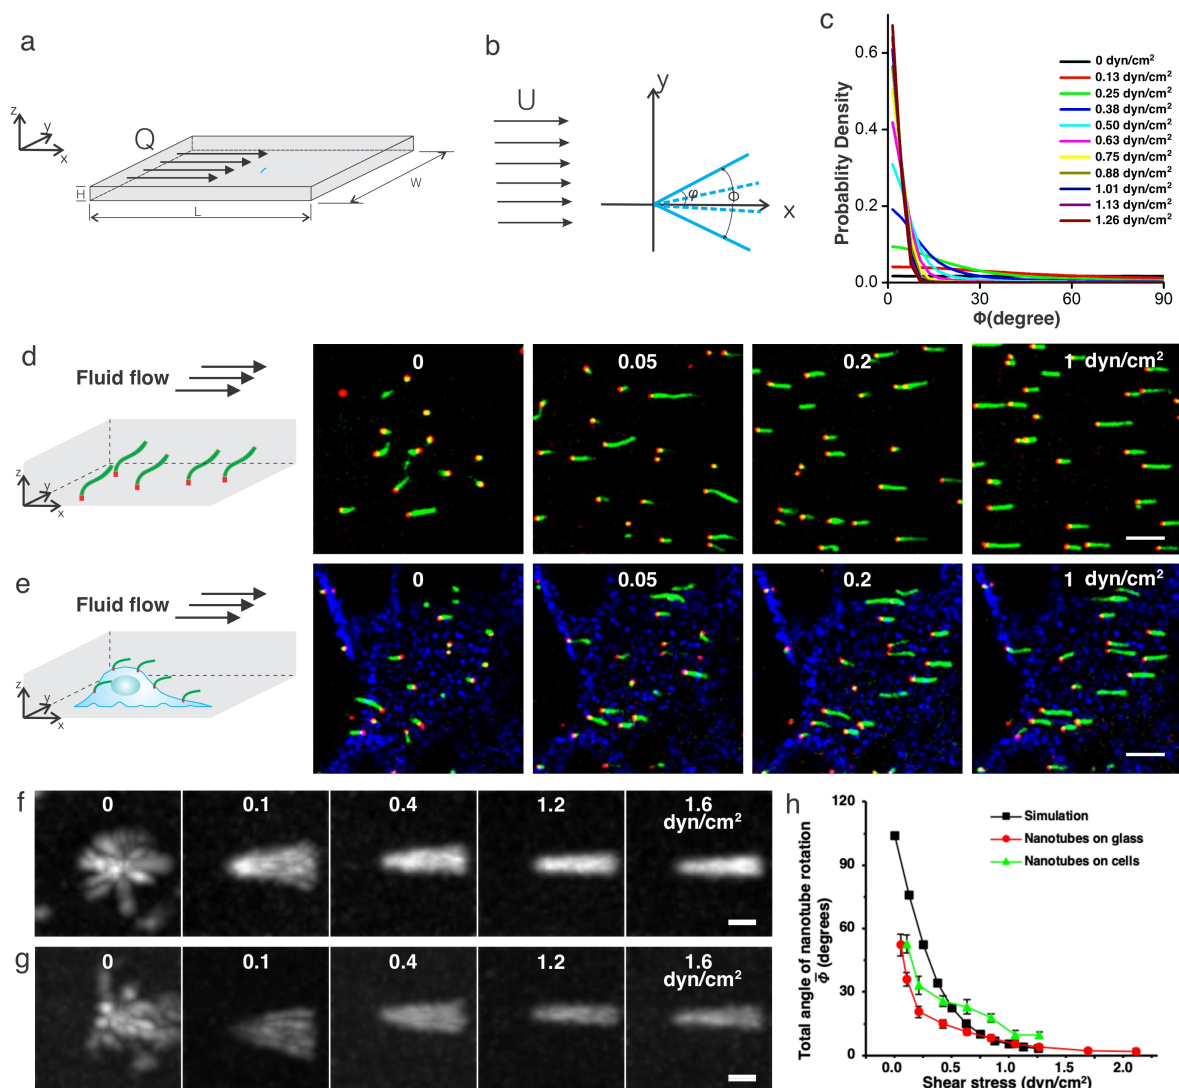 a
z
y
x
Q
H
L
W
b
U
y
φ
Φ
x
c
Probablity Density
0.6
0.4
0.2
0.0
0 30 60 90
Φ(degree)
0 dyn/cm²
0.13 dyn/cm²
0.25 dyn/cm²
0.38 dyn/cm²
0.50 dyn/cm²
0.63 dyn/cm²
0.75 dyn/cm²
0.88 dyn/cm²
1.01 dyn/cm²
1.13 dyn/cm²
1.26 dyn/cm²
d
Fluid flow
z
y
x
0 0.05 0.2 1 dyn/cm²
e
Fluid flow
z
y
x
0 0.05 0.2 1 dyn/cm²
f
0 0.1 0.4 1.2 1.6
dyn/cm²
g
0 0.1 0.4 1.2 1.6
dyn/cm²
h
Total angle of nanotube rotation
Φ̅ (degrees)
120
90
60
30
0
0.0 0.5 1.0 1.5 2.0
Shear stress (dyn/cm²)
Simulation
Nanotubes on glass
Nanotubes on cells